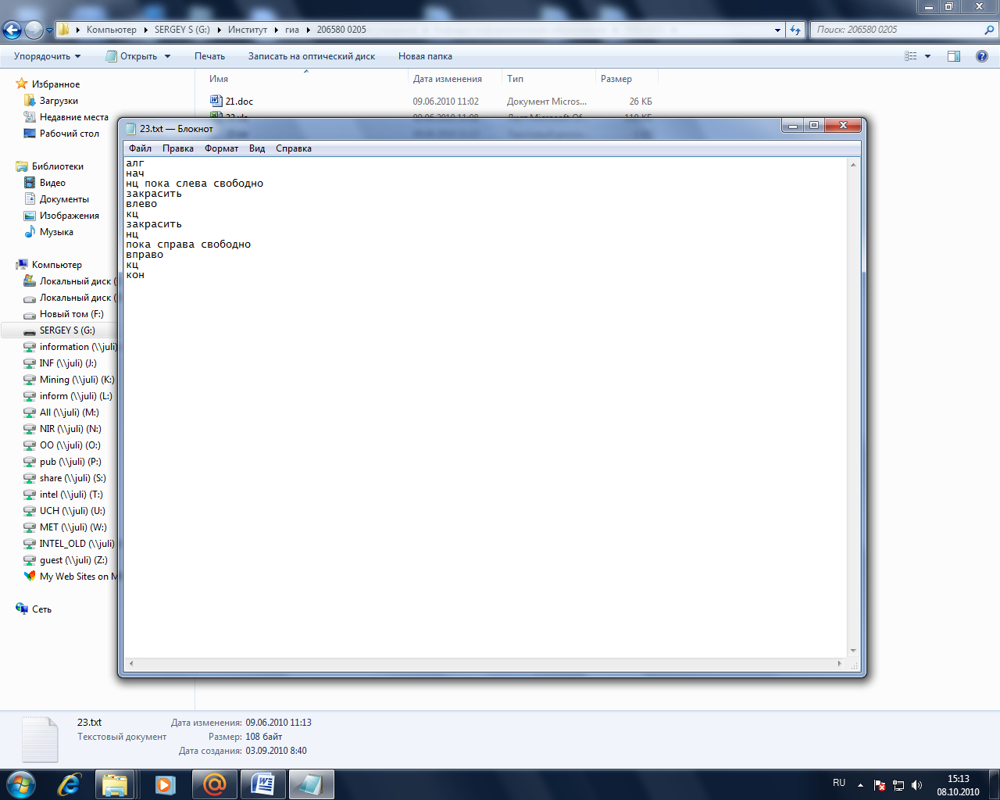 Компьютер
SERGEY S (G:)
Институт
гиа
206580 0205
Поиск: 206580 0205
Упорядочить
Открыть
Печать
Записать на оптический диск
Новая папка
Имя
Дата изменения
Тип
Размер
21.doc
09.06.2010 11:02
Документ Micros...
26 КБ
Избранное
Загрузки
Недавние места
Рабочий стол
Библиотеки
Видео
Документы
Изображения
Музыка
Компьютер
Локальный диск (
Локальный диск (
Новый том (F:)
SERGEY S (G:)
information (\\juli)
INF (\\juli) (J:)
Mining (\\juli) (K:)
inform (\\juli) (L:)
All (\\juli) (M:)
NIR (\\juli) (N:)
OO (\\juli) (O:)
pub (\\juli) (P:)
share (\\juli) (S:)
intel (\\juli) (T:)
UCH (\\juli) (U:)
MET (\\juli) (W:)
INTEL_OLD (\\juli)
guest (\\juli) (Z:)
My Web Sites on M
Сеть
23.txt — Блокнот
Файл Правка Формат Вид Справка
алг
нач
нц пока слева свободно
закрасить
влево
кц
закрасить
нц
пока справа свободно
вправо
кц
кон
23.txt
Текстовый документ
Дата изменения: 09.06.2010 11:13
Размер: 108 байт
Дата создания: 03.09.2010 8:40
RU
15:13
08.10.2010